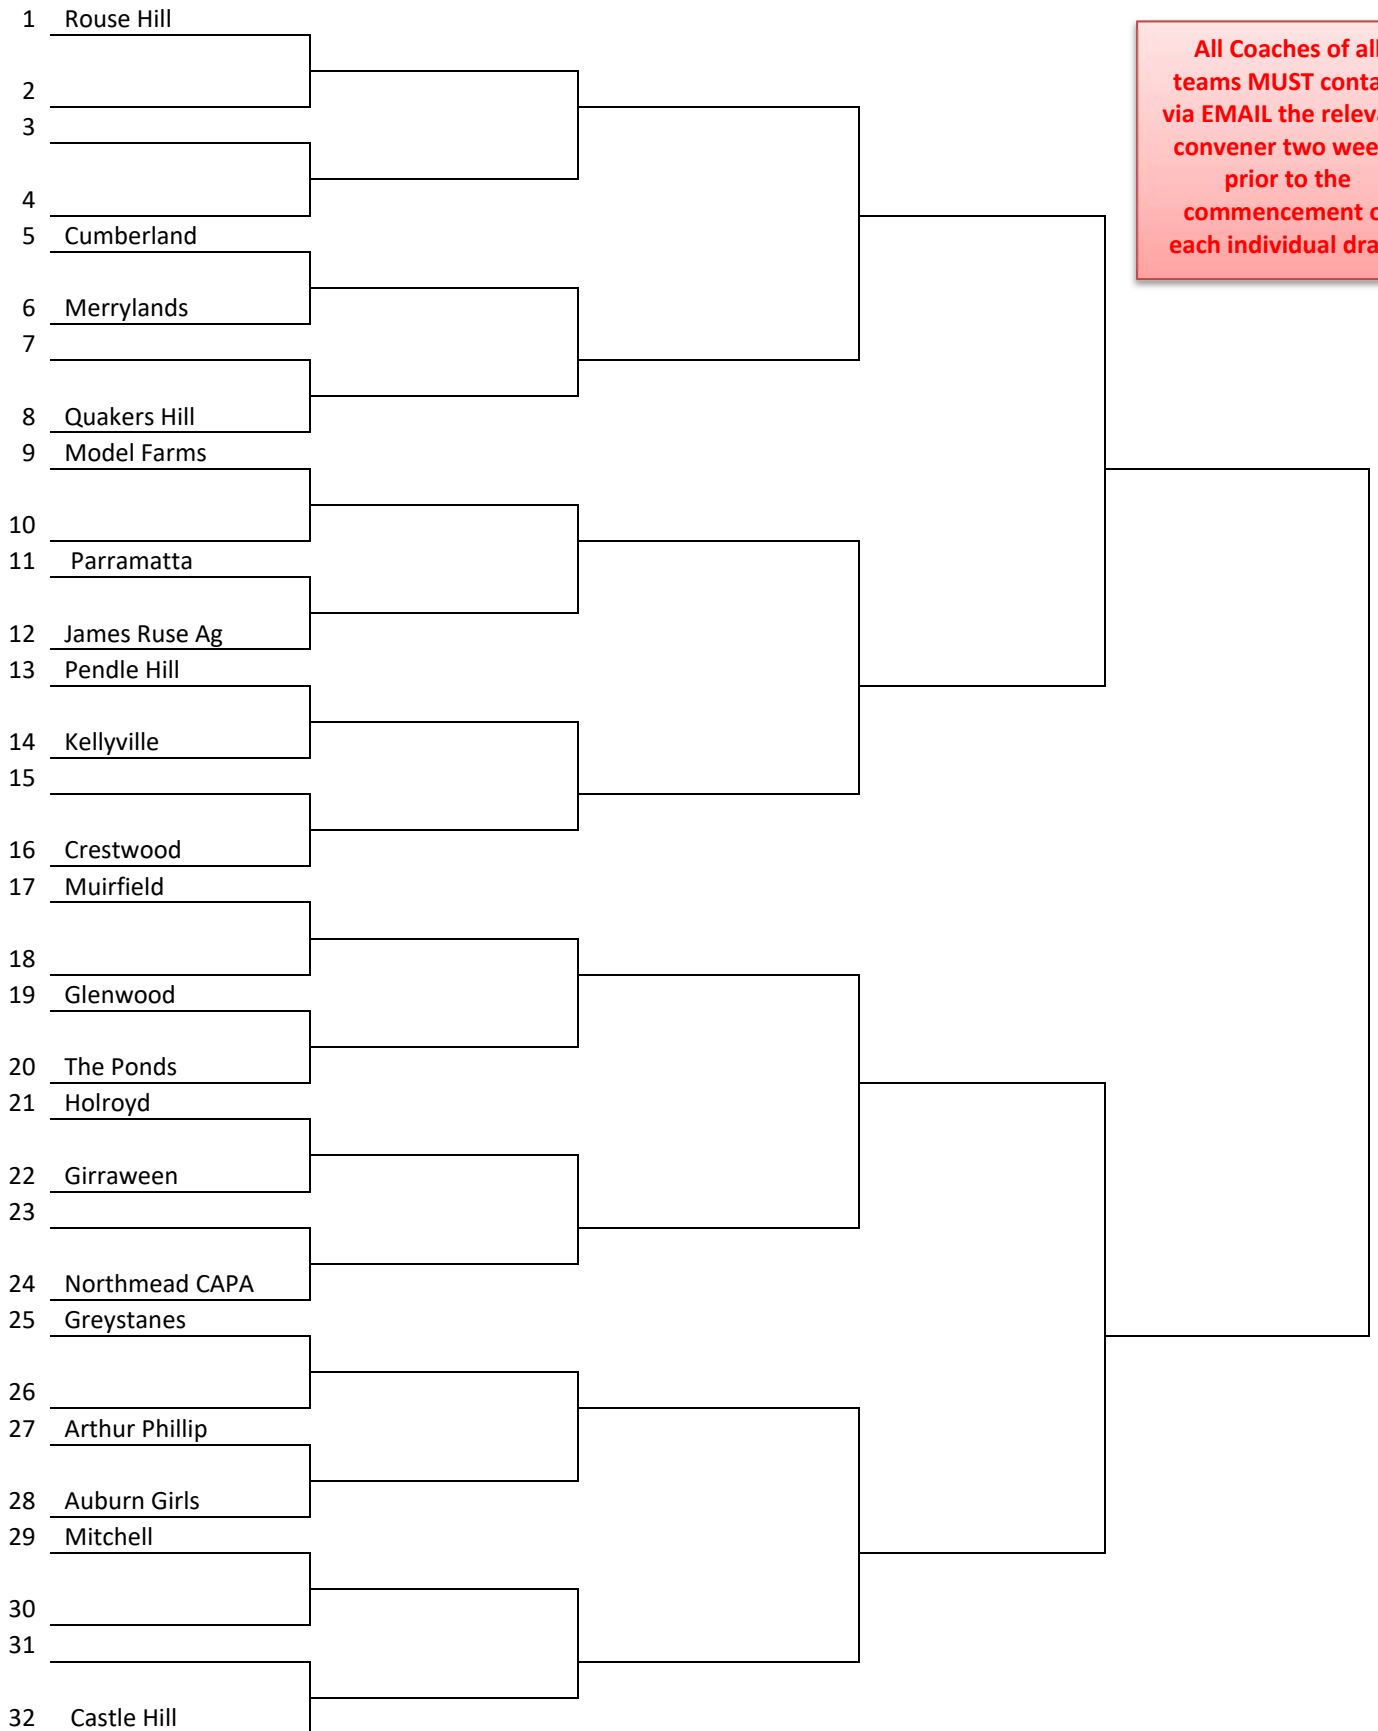 1 Rouse Hill
2
3
4
5 Cumberland
6 Merrylands
7
8 Quakers Hill
9 Model Farms
10
11 Parramatta
12 James Ruse Ag
13 Pendle Hill
14 Kellyville
15
16 Crestwood
17 Muirfield
18
19 Glenwood
20 The Ponds
21 Holroyd
22 Girraween
23
24 Northmead CAPA
25 Greystanes
26
27 Arthur Phillip
28 Auburn Girls
29 Mitchell
30
31
32 Castle Hill
All Coaches of all
teams MUST
via EMAIL the
convener two
prior to the
commencement
each individual